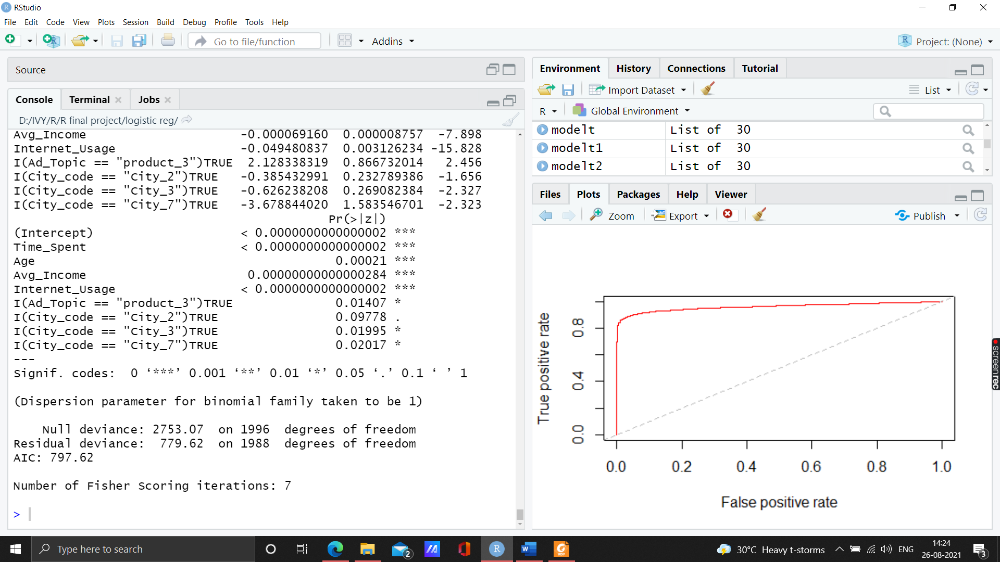 RStudio
File Edit Code View Plots Session Build Debug Profile Tools Help
Go to file/function Addins Project: (None)
Source
Console Terminal Jobs
D:/IVY/R/R final project/logistic reg/
Avg_Income -0.000069160 0.000008757 -7.898
Internet_Usage -0.049480837 0.003126234 -15.828
I(Ad_Topic == "product_3")TRUE 2.128338319 0.866732014 2.456
I(City_code == "City_2")TRUE -0.385432991 0.232789386 -1.656
I(City_code == "City_3")TRUE -0.626238208 0.269082384 -2.327
I(City_code == "City_7")TRUE -3.678844020 1.583546701 -2.323
Pr(>|z|)
(Intercept) < 0.0000000000000002 ***
Time_Spent < 0.0000000000000002 ***
Age 0.00021 ***
Avg_Income 0.00000000000000284 ***
Internet_Usage < 0.0000000000000002 ***
I(Ad_Topic == "product_3")TRUE 0.01407 *
I(City_code == "City_2")TRUE 0.09778 .
I(City_code == "City_3")TRUE 0.01995 *
I(City_code == "City_7")TRUE 0.02017 *
---
Signif. codes: 0 ‘***’ 0.001 ‘**’ 0.01 ‘*’ 0.05 ‘.’ 0.1 ‘ ’ 1
(Dispersion parameter for binomial family taken to be 1)
Null deviance: 2753.07 on 1996 degrees of freedom
Residual deviance: 779.62 on 1988 degrees of freedom
AIC: 797.62
Number of Fisher Scoring iterations: 7
>
Environment History Connections Tutorial
Import Dataset List
R Global Environment
modelt List of 30
modelt1 List of 30
modelt2 List of 30
Files Plots Packages Help Viewer
Zoom Export Publish
True positive rate
0.8
0.4
0.0
0.0 0.2 0.4 0.6 0.8 1.0
False positive rate
screenrec
Type here to search
2
R
W
PDF
30°C Heavy t-storms
ENG
14:24
26-08-2021
3